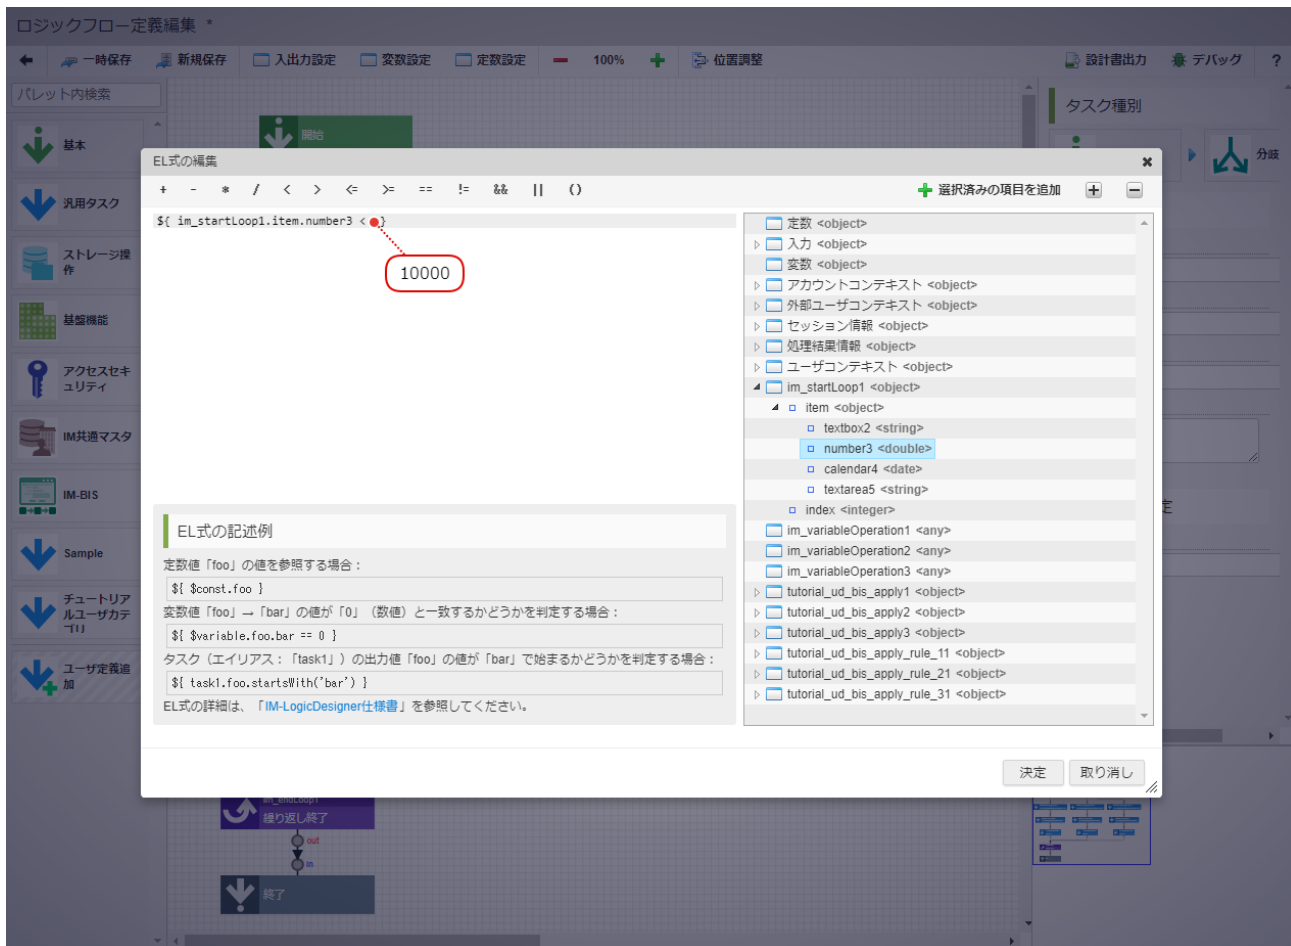 ロジックフロー定義編集 *
一時保存 新規保存 入出力設定 変数設定 定数設定 100% 位置調整 設計書出力 デバッグ ?
パレット内検索
基本
汎用タスク
ストレージ操作
基盤機能
アクセスセキュリティ
IM共通マスタ
IM-BIS
Sample
チュートリアルユーザカテゴリ
ユーザ定義追加
開始
タスク種別
分岐
EL式の編集
+ - * / < > <= >= == != && || ()
選択済みの項目を追加
${ im_startLoop1.item.number3 < }
10000
定数 <object>
入力 <object>
変数 <object>
アカウントコンテキスト <object>
外部ユーザコンテキスト <object>
セッション情報 <object>
処理結果情報 <object>
ユーザコンテキスト <object>
im_startLoop1 <object>
item <object>
textbox2 <string>
number3 <double>
calendar4 <date>
textarea5 <string>
index <integer>
im_variableOperation1 <any>
im_variableOperation2 <any>
im_variableOperation3 <any>
tutorial_ud_bis_apply1 <object>
tutorial_ud_bis_apply2 <object>
tutorial_ud_bis_apply3 <object>
tutorial_ud_bis_apply_rule_11 <object>
tutorial_ud_bis_apply_rule_21 <object>
tutorial_ud_bis_apply_rule_31 <object>
EL式の記述例
定数値「foo」の値を参照する場合：
${ $const.foo }
変数値「foo」→「bar」の値が「0」（数値）と一致するかどうかを判定する場合：
${ $variable.foo.bar == 0 }
タスク（エイリアス：「task1」）の出力値「foo」の値が「bar」で始まるかどうかを判定する場合：
${ task1.foo.startsWith('bar') }
EL式の詳細は、「IM-LogicDesigner仕様書」を参照してください。
決定 取り消し
im_endLoop1
繰り返し終了
out
in
終了